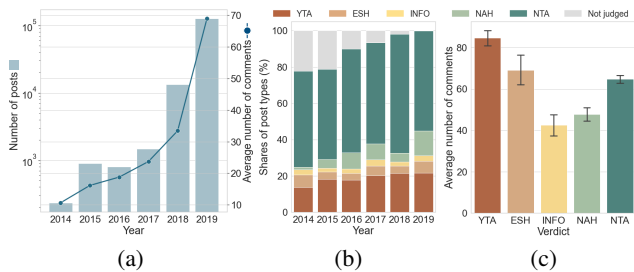 YTA ESH INFO NAH NTA Not judged
Number of posts
10^5
10^4
10^3
2014 2015 2016 2017 2018 2019
Year
70
60
50
40
30
20
10
Average number of comments
(a)
Shares of post types (%)
100
80
60
40
20
0
2014 2015 2016 2017 2018 2019
Year
(b)
Average number of comments
80
60
40
20
0
YTA ESH INFO NAH NTA
Verdict
(c)